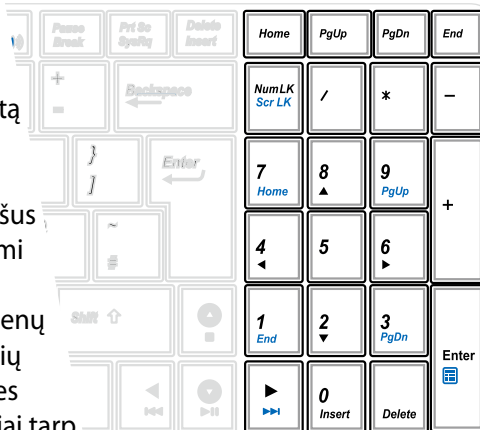 Pause Break
Prt Sc SysRq
Delete Insert
Home
PgUp
PgDn
End
tą
+
=
Backspace
NumLK
Scr LK
/
*
−
}
]
Enter
7
Home
8
9
PgUp
+
šus
mi
~
#
4
5
6
enų
ių
es
iai tarp
Shift
1
End
2
3
PgDn
Enter
0
Insert
Delete